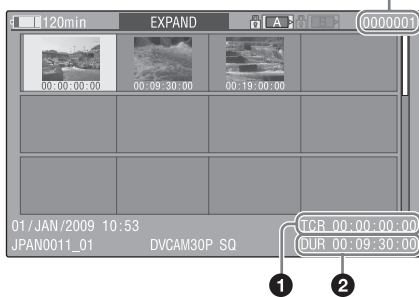 120min EXPAND A B 0000001
00:00:00:00 00:09:30:00 00:19:00:00
01/JAN/2009 10:53 TCR 00:00:00:00
JPAN0011_01 DVCAM30P SQ DUR 00:09:30:00
1 2